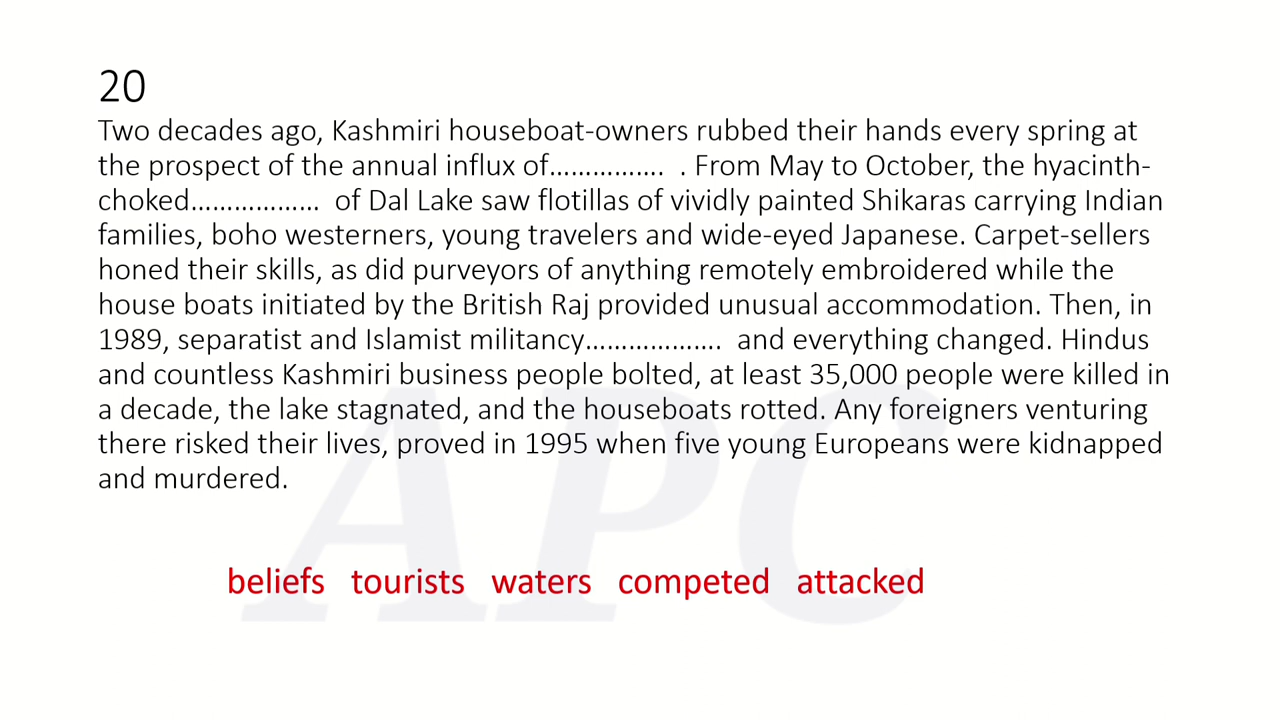 20
Two decades ago, Kashmiri houseboat-owners rubbed their hands every spring at
the prospect of the annual influx of................ . From May to October, the hyacinth-
choked.................. of Dal Lake saw flotillas of vividly painted Shikaras carrying Indian
families, boho westerners, young travelers and wide-eyed Japanese. Carpet-sellers
honed their skills, as did purveyors of anything remotely embroidered while the
house boats initiated by the British Raj provided unusual accommodation. Then, in
1989, separatist and Islamist militancy................... and everything changed. Hindus
and countless Kashmiri business people bolted, at least 35,000 people were killed in
a decade, the lake stagnated, and the houseboats rotted. Any foreigners venturing
there risked their lives, proved in 1995 when five young Europeans were kidnapped
and murdered.
APC
beliefs tourists waters competed attacked